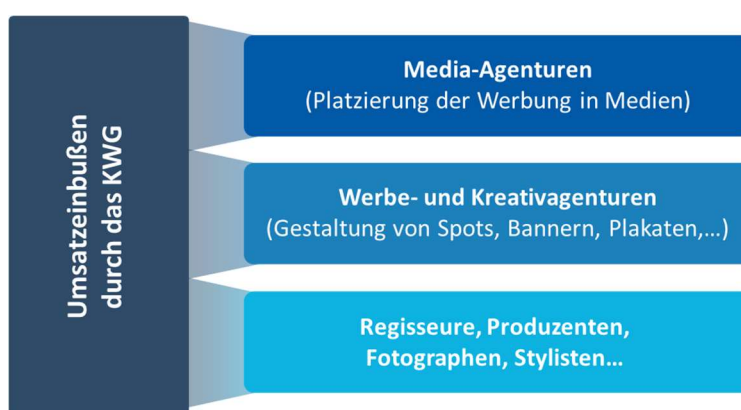 Umsatzeinbußen
durch das KWG
Media-Agenturen
(Platzierung der Werbung in Medien)
Werbe- und Kreativagenturen
(Gestaltung von Spots, Bannern, Plakaten,…)
Regisseure, Produzenten,
Fotographen, Stylisten…